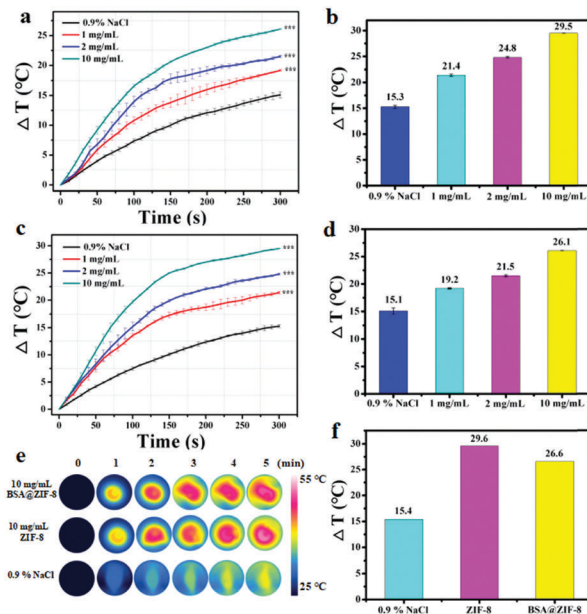 a
0.9% NaCl
1 mg/mL
2 mg/mL
10 mg/mL
***
***
***
Δ T (°C)
25
20
15
10
5
0
0 50 100 150 200 250 300
Time (s)
b
Δ T (°C)
30
25
20
15
10
5
0
15.3
21.4
24.8
29.5
0.9 % NaCl 1 mg/mL 2 mg/mL 10 mg/mL
c
0.9% NaCl
1 mg/mL
2 mg/mL
10 mg/mL
***
***
***
Δ T (°C)
30
25
20
15
10
5
0
0 50 100 150 200 250 300
Time (s)
d
Δ T (°C)
30
25
20
15
10
5
0
15.1
19.2
21.5
26.1
0.9 % NaCl 1 mg/mL 2 mg/mL 10 mg/mL
e
0 1 2 3 4 5 (min)
10 mg/mL
BSA@ZIF-8
10 mg/mL
ZIF-8
0.9 % NaCl
55 °C
25 °C
f
Δ T (°C)
30
25
20
15
10
5
0
15.4
29.6
26.6
0.9 % NaCl ZIF-8 BSA@ZIF-8